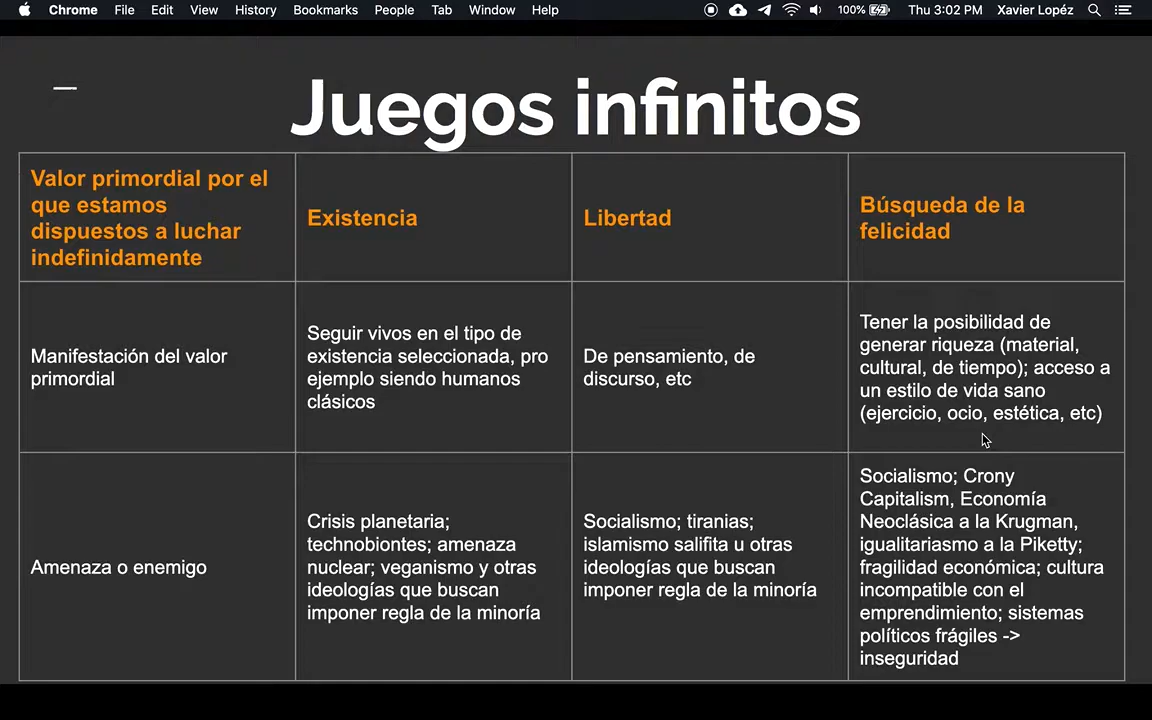 Chrome File Edit View History Bookmarks People Tab Window Help 100% Thu 3:02 PM Xavier Lopéz
Juegos infinitos
Valor primordial por el
que estamos
dispuestos a luchar
indefinidamente
Existencia
Libertad
Búsqueda de la
felicidad
Manifestación del valor
primordial
Seguir vivos en el tipo de
existencia seleccionada, pro
ejemplo siendo humanos
clásicos
De pensamiento, de
discurso, etc
Tener la posibilidad de
generar riqueza (material,
cultural, de tiempo); acceso a
un estilo de vida sano
(ejercicio, ocio, estética, etc)
Amenaza o enemigo
Crisis planetaria;
technobiontes; amenaza
nuclear; veganismo y otras
ideologías que buscan
imponer regla de la minoría
Socialismo; tiranias;
islamismo salifita u otras
ideologías que buscan
imponer regla de la minoría
Socialismo; Crony
Capitalism, Economía
Neoclásica a la Krugman,
igualitariasmo a la Piketty;
fragilidad económica; cultura
incompatible con el
emprendimiento; sistemas
políticos frágiles ->
inseguridad